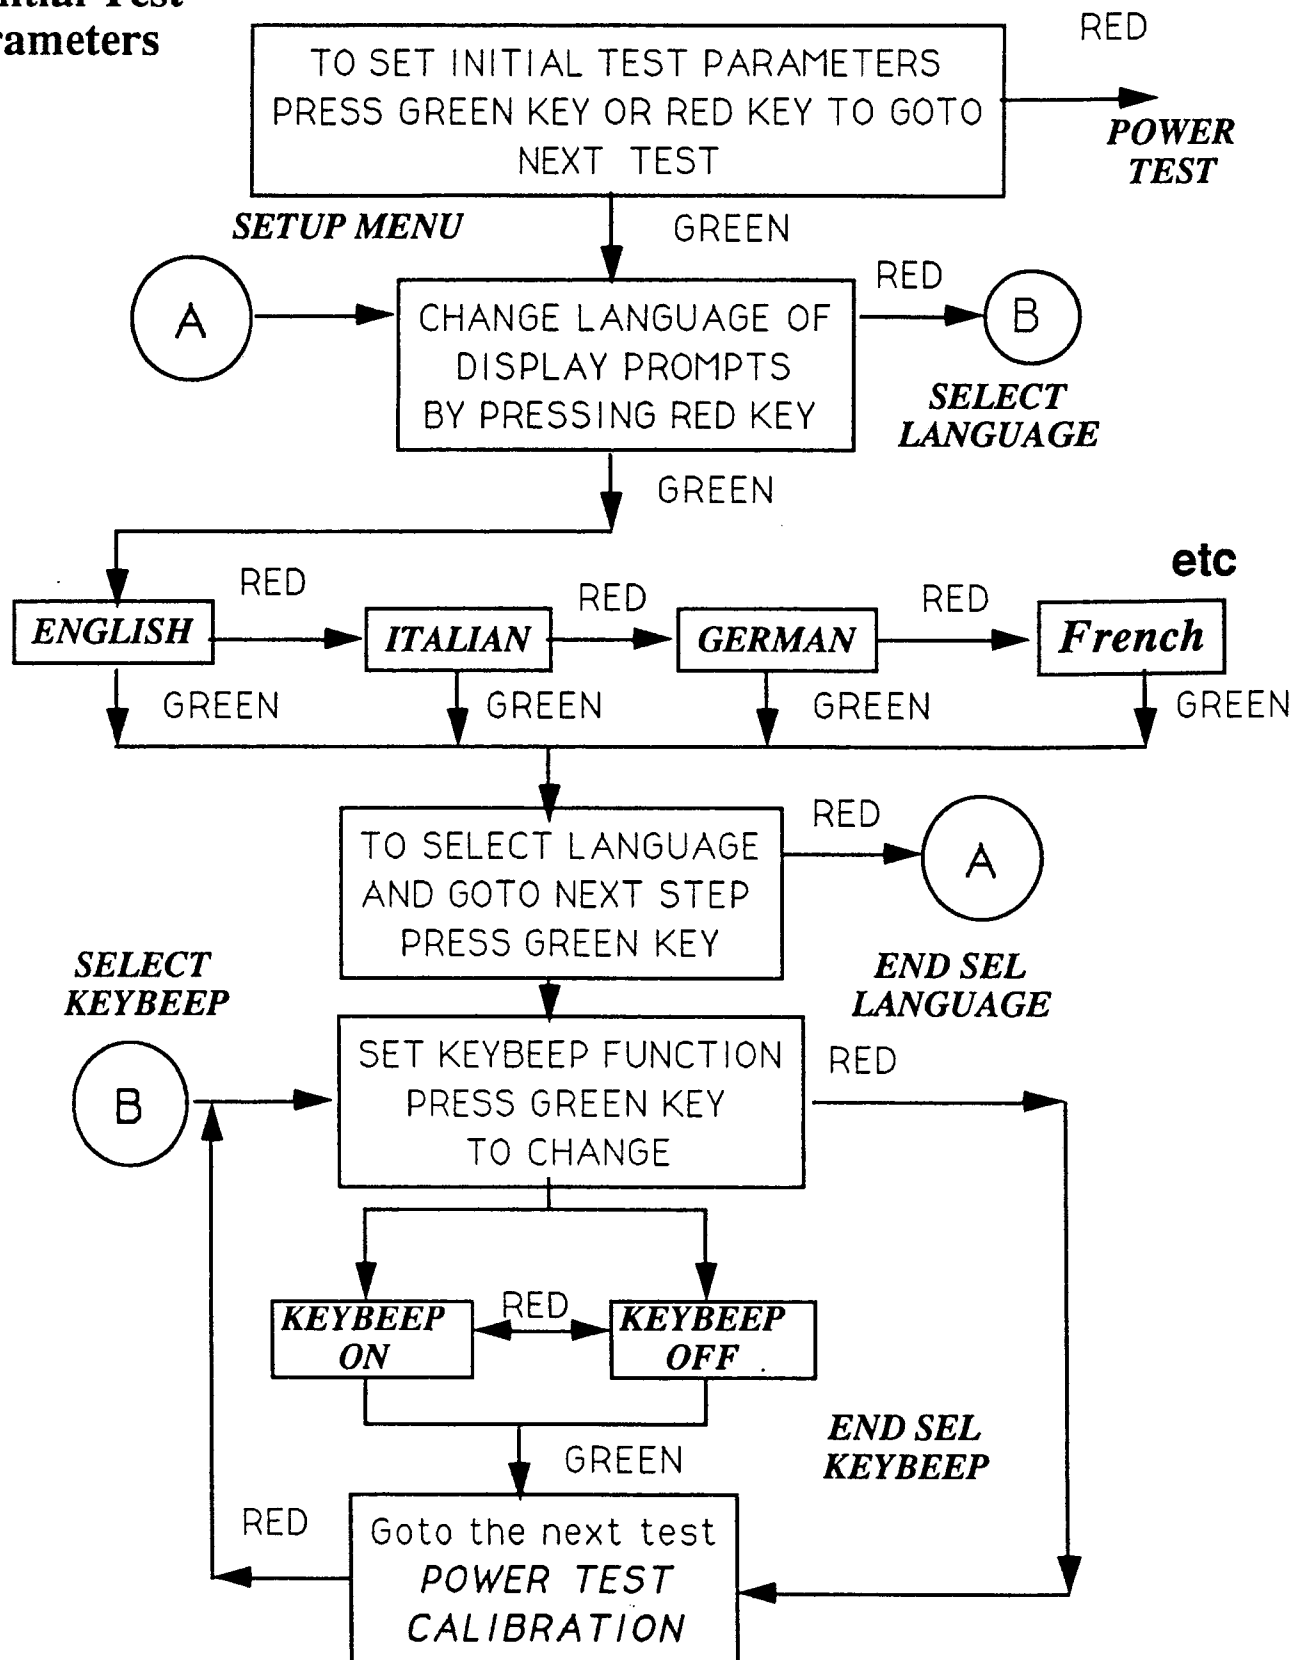 rameters
RED
TO SET INITIAL TEST PARAMETERS
PRESS GREEN KEY OR RED KEY TO GOTO
NEXT TEST
POWER
TEST
SETUP MENU
GREEN
A
CHANGE LANGUAGE OF
DISPLAY PROMPTS
BY PRESSING RED KEY
RED
B
SELECT
LANGUAGE
GREEN
etc
ENGLISH
RED
ITALIAN
RED
GERMAN
RED
French
GREEN
GREEN
GREEN
GREEN
TO SELECT LANGUAGE
AND GOTO NEXT STEP
PRESS GREEN KEY
RED
A
END SEL
LANGUAGE
SELECT
KEYBEEP
B
SET KEYBEEP FUNCTION
PRESS GREEN KEY
TO CHANGE
RED
KEYBEEP
ON
RED
KEYBEEP
OFF
END SEL
KEYBEEP
GREEN
RED
Goto the next test
POWER TEST
CALIBRATION